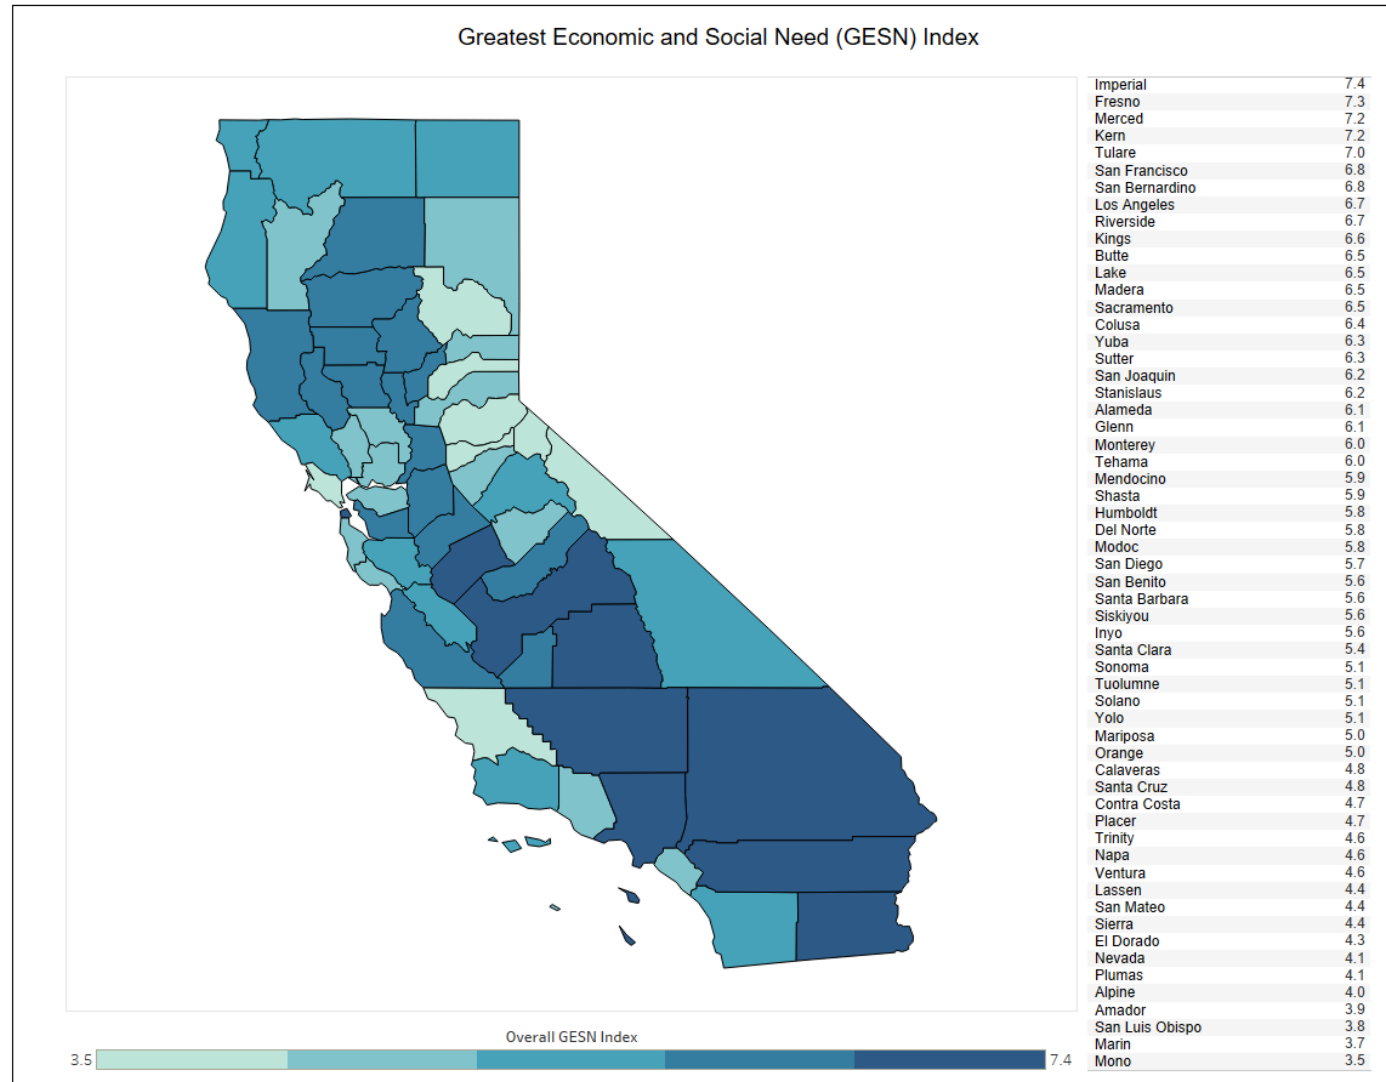 Greatest Economic and Social Need (GESN) Index
Imperial 7.4
Fresno 7.3
Merced 7.2
Kern 7.2
Tulare 7.0
San Francisco 6.8
San Bernardino 6.8
Los Angeles 6.7
Riverside 6.7
Kings 6.6
Butte 6.5
Lake 6.5
Madera 6.5
Sacramento 6.5
Colusa 6.4
Yuba 6.3
Sutter 6.3
San Joaquin 6.2
Stanislaus 6.2
Alameda 6.1
Glenn 6.1
Monterey 6.0
Tehama 6.0
Mendocino 5.9
Shasta 5.9
Humboldt 5.8
Del Norte 5.8
Modoc 5.8
San Diego 5.7
San Benito 5.6
Santa Barbara 5.6
Siskiyou 5.6
Inyo 5.6
Santa Clara 5.4
Sonoma 5.1
Tuolumne 5.1
Solano 5.1
Yolo 5.1
Mariposa 5.0
Orange 5.0
Calaveras 4.8
Santa Cruz 4.8
Contra Costa 4.7
Placer 4.7
Trinity 4.6
Napa 4.6
Ventura 4.6
Lassen 4.4
San Mateo 4.4
Sierra 4.4
El Dorado 4.3
Nevada 4.1
Plumas 4.1
Alpine 4.0
Amador 3.9
San Luis Obispo 3.8
Marin 3.7
Mono 3.5
Overall GESN Index
3.5 7.4